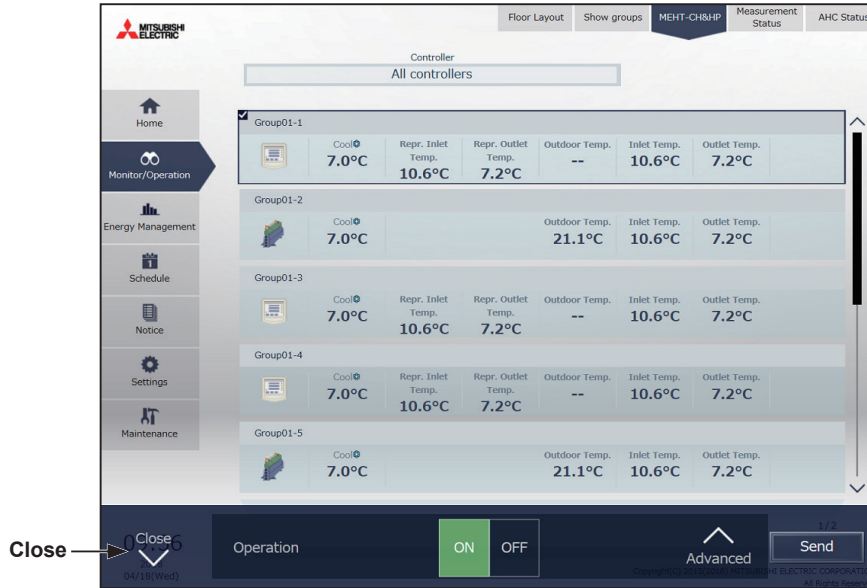 MITSUBISHI
ELECTRIC
Floor Layout
Show groups
MEHT-CH&HP
Measurement
Status
AHC Status
Controller
All controllers
Home
Monitor/Operation
Energy Management
Schedule
Notice
Settings
Maintenance
Group01-1
Cool
7.0°C
Repr. Inlet
Temp.
10.6°C
Repr. Outlet
Temp.
7.2°C
Outdoor Temp.
--
Inlet Temp.
10.6°C
Outlet Temp.
7.2°C
Group01-2
Cool
7.0°C
Outdoor Temp.
21.1°C
Inlet Temp.
10.6°C
Outlet Temp.
7.2°C
Group01-3
Cool
7.0°C
Repr. Inlet
Temp.
10.6°C
Repr. Outlet
Temp.
7.2°C
Outdoor Temp.
--
Inlet Temp.
10.6°C
Outlet Temp.
7.2°C
Group01-4
Cool
7.0°C
Repr. Inlet
Temp.
10.6°C
Repr. Outlet
Temp.
7.2°C
Outdoor Temp.
--
Inlet Temp.
10.6°C
Outlet Temp.
7.2°C
Group01-5
Cool
7.0°C
Outdoor Temp.
21.1°C
Inlet Temp.
10.6°C
Outlet Temp.
7.2°C
Close
Close
04/18(Wed)
Operation
ON
OFF
Advanced
1/2
Send
MITSUBISHI ELECTRIC CORPORAT
All Rights Reser